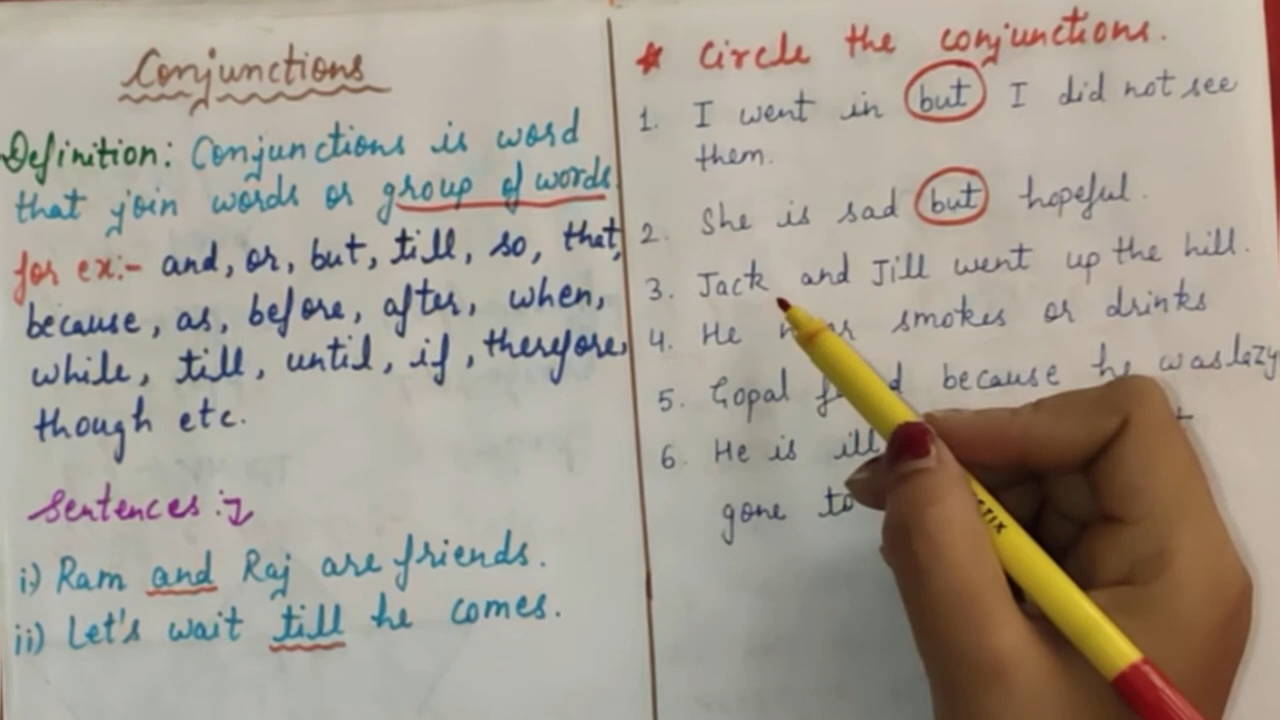 Conjunctions
Definition: Conjunctions is word
that join words or group of words.
for ex:- and, or, but, till, so, that,
because, as, before, after, when,
while, till, until, if, therefore,
though etc.
Sentences :-
i) Ram and Raj are friends.
ii) Let's wait till he comes.
* Circle the conjunctions.
1. I went in but I did not see
them.
2. She is sad but hopeful.
3. Jack and Jill went up the hill.
4. He smokes or drinks
5. Gopal because he was lazy
6. He is ill
gone to
STIX